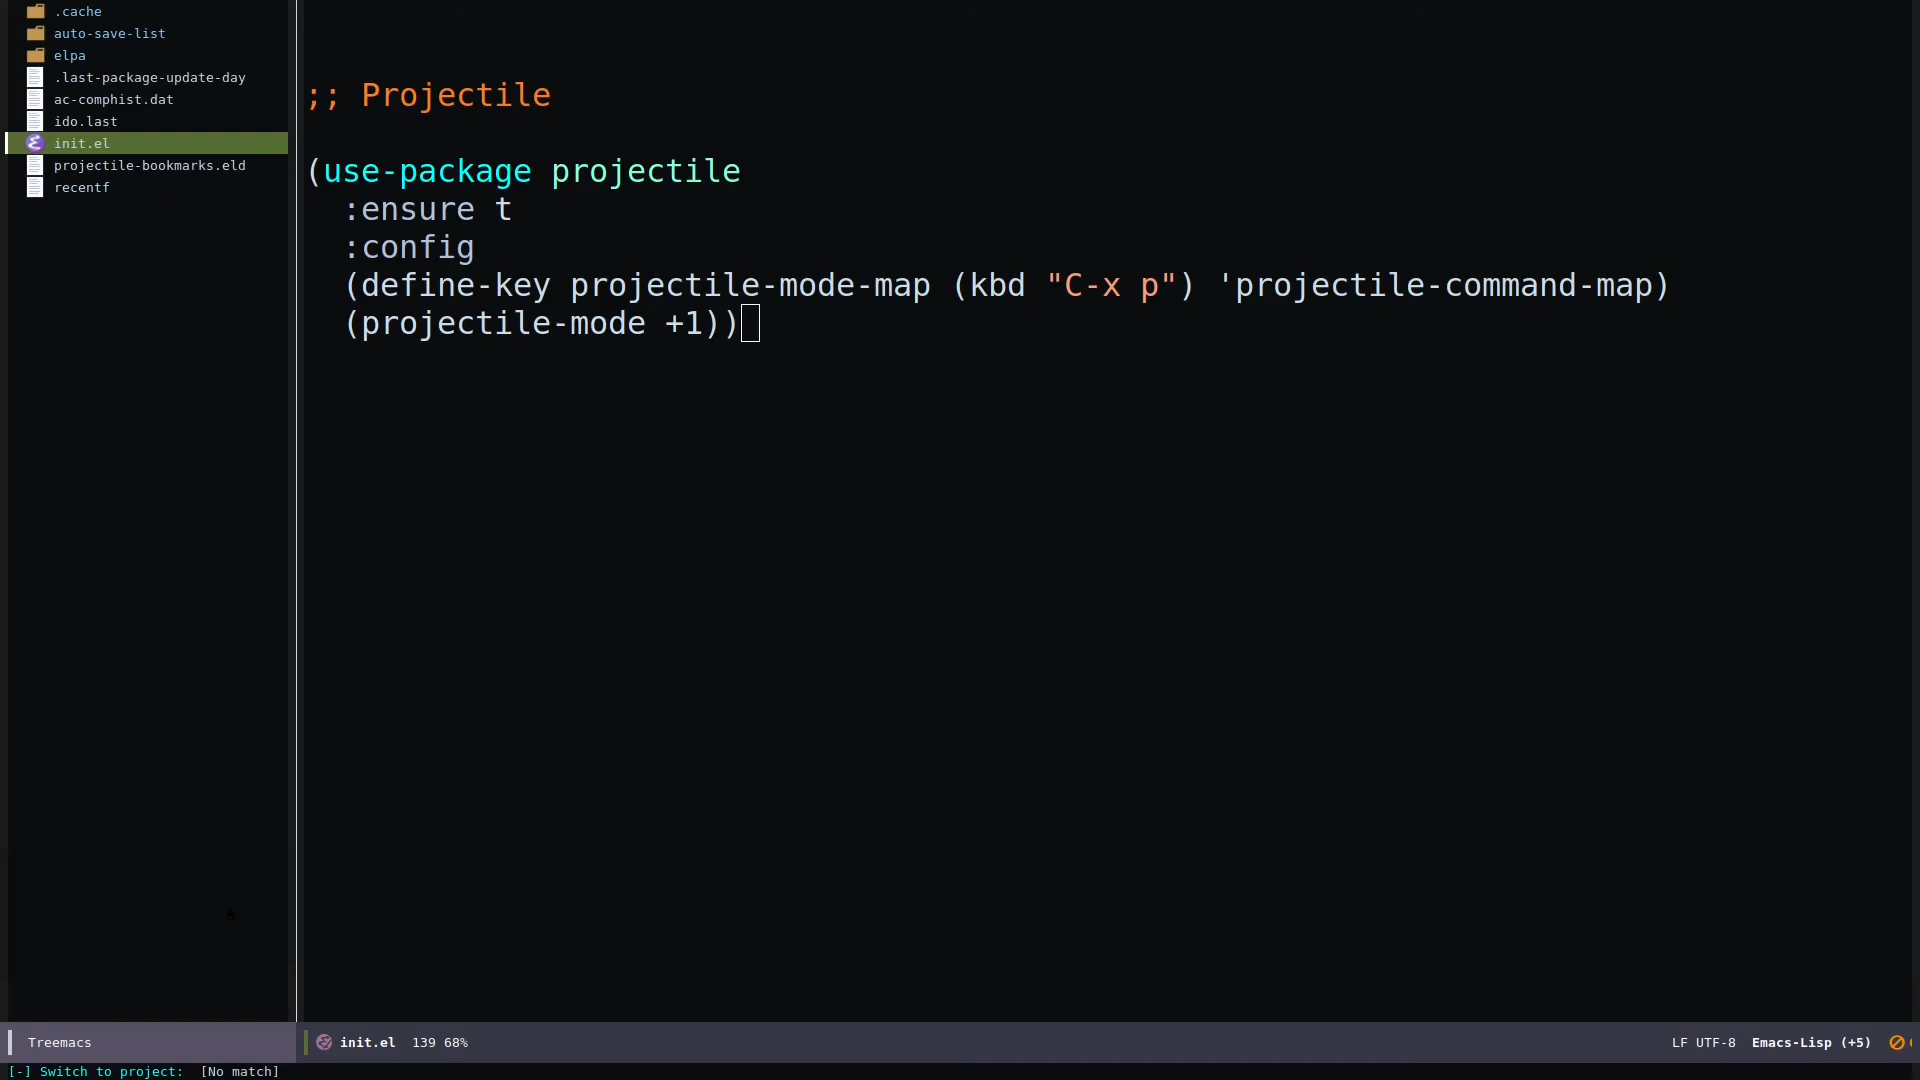 .cache
auto-save-list
elpa
.last-package-update-day
ac-comphist.dat
ido.last
init.el
projectile-bookmarks.eld
recentf
;; Projectile
(use-package projectile
  :ensure t
  :config
  (define-key projectile-mode-map (kbd "C-x p") 'projectile-command-map)
  (projectile-mode +1))
Treemacs
init.el 139 68%
LF UTF-8 Emacs-Lisp (+5)
[-] Switch to project: [No match]